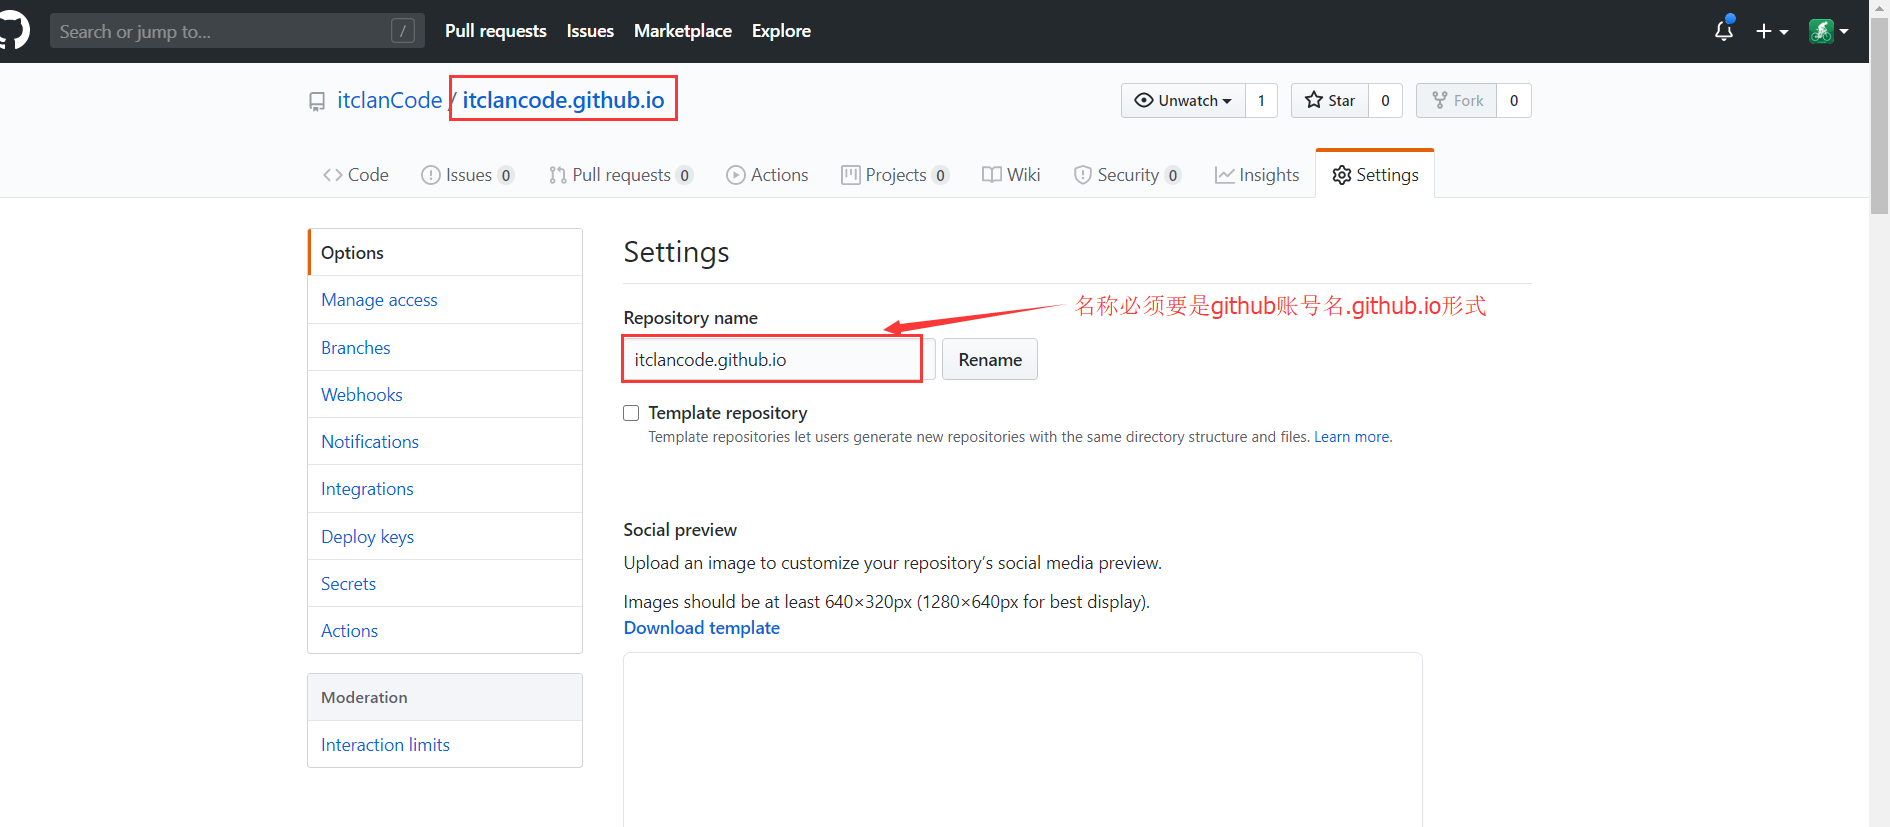 Search or jump to... /
Pull requests Issues Marketplace Explore
itclanCode / itclancode.github.io
Unwatch 1 Star 0 Fork 0
Code Issues 0 Pull requests 0 Actions Projects 0 Wiki Security 0 Insights Settings
Options
Manage access
Branches
Webhooks
Notifications
Integrations
Deploy keys
Secrets
Actions
Moderation
Interaction limits
Settings
名称必须要是github账号名.github.io形式
Repository name
itclancode.github.io Rename
Template repository
Template repositories let users generate new repositories with the same directory structure and files. Learn more.
Social preview
Upload an image to customize your repository’s social media preview.
Images should be at least 640×320px (1280×640px for best display).
Download template